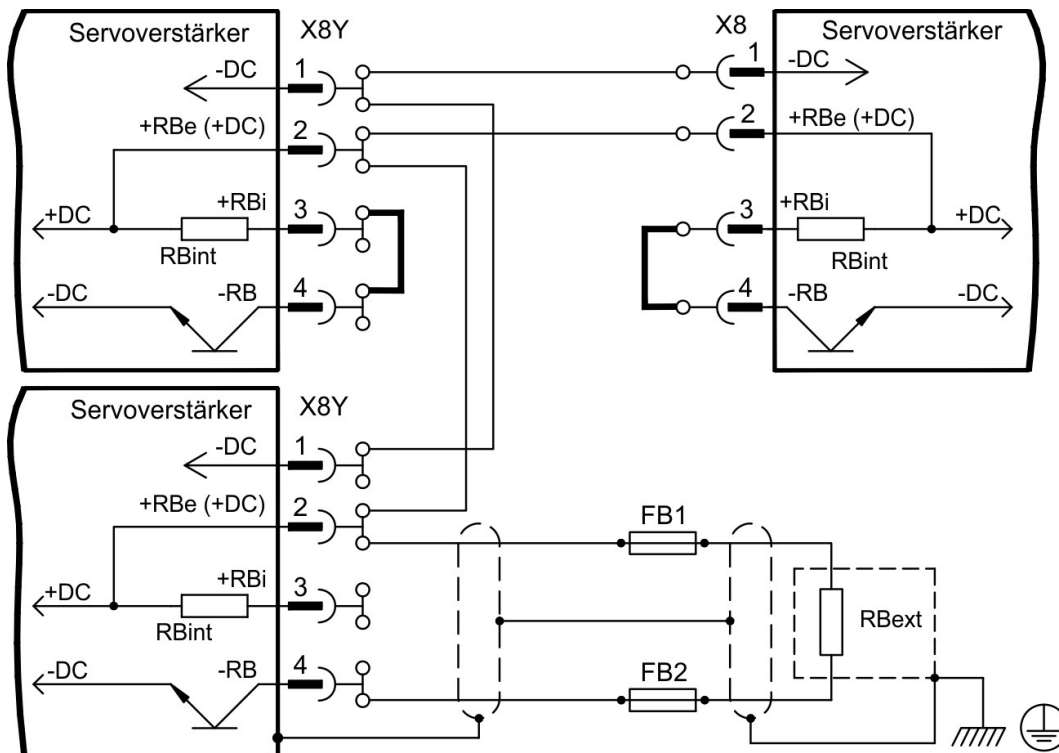 Servoverstärker
X8Y
-DC
1
+RBe (+DC)
2
+DC
+RBi
3
RBint
-DC
-RB
4
X8
Servoverstärker
1
-DC
2
+RBe (+DC)
3
+RBi
+DC
RBint
4
-RB
-DC
Servoverstärker
X8Y
-DC
1
+RBe (+DC)
2
+DC
+RBi
3
RBint
-DC
-RB
4
FB1
RBext
FB2